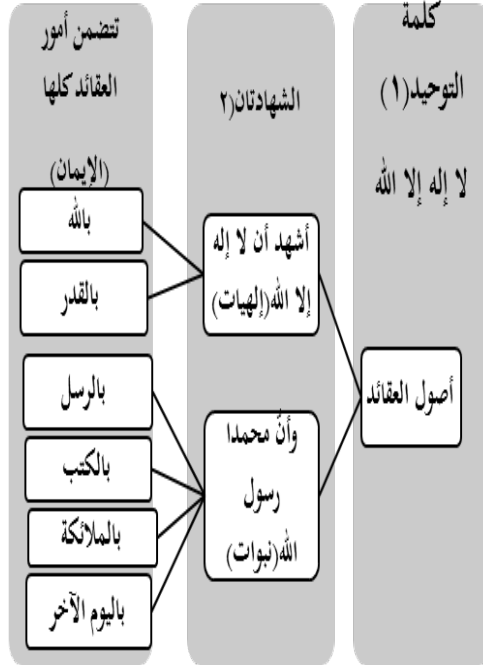 كلمة
التوحيد(١)
لا إله إلا الله
أصول العقائد
الشهادتان(٢
أشهد أن لا إله
إلا الله(إلهيات)
وأنّ محمدا
رسول
الله(نبوات)
تتضمن أمور
العقائد كلها
(الإيمان)
بالله
بالقدر
بالرسل
بالكتب
بالملائكة
باليوم الآخر